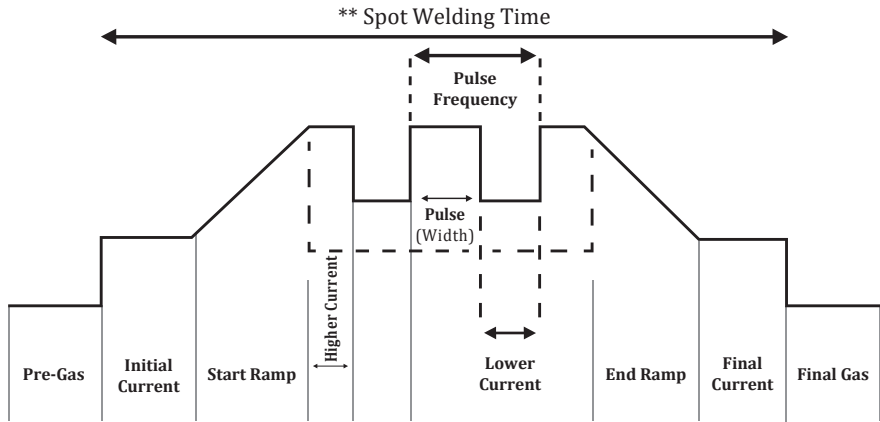 ** Spot Welding Time
Pulse
Frequency
Pulse
(Width)
Higher Current
Pre-Gas
Initial
Current
Start Ramp
Lower
Current
End Ramp
Final
Current
Final Gas